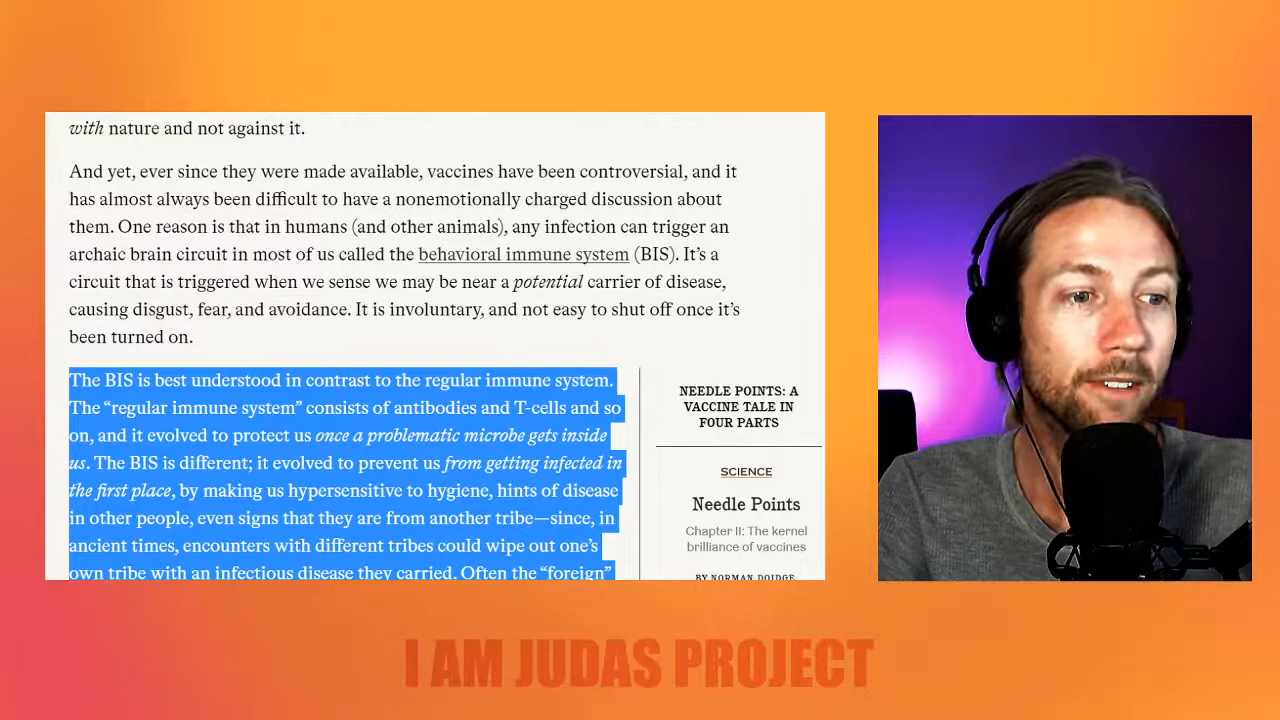 with nature and not against it.
And yet, ever since they were made available, vaccines have been controversial, and it
has almost always been difficult to have a nonemotionally charged discussion about
them. One reason is that in humans (and other animals), any infection can trigger an
archaic brain circuit in most of us called the behavioral immune system (BIS). It’s a
circuit that is triggered when we sense we may be near a potential carrier of disease,
causing disgust, fear, and avoidance. It is involuntary, and not easy to shut off once it’s
been turned on.
The BIS is best understood in contrast to the regular immune system.
The “regular immune system” consists of antibodies and T-cells and so
on, and it evolved to protect us once a problematic microbe gets inside
us. The BIS is different; it evolved to prevent us from getting infected in
the first place, by making us hypersensitive to hygiene, hints of disease
in other people, even signs that they are from another tribe—since, in
ancient times, encounters with different tribes could wipe out one’s
own tribe with an infectious disease they carried. Often the “foreign”
NEEDLE POINTS: A
VACCINE TALE IN
FOUR PARTS
SCIENCE
Needle Points
Chapter II: The kernel
brilliance of vaccines
BY NORMAN DOIDGE
I AM JUDAS PROJECT